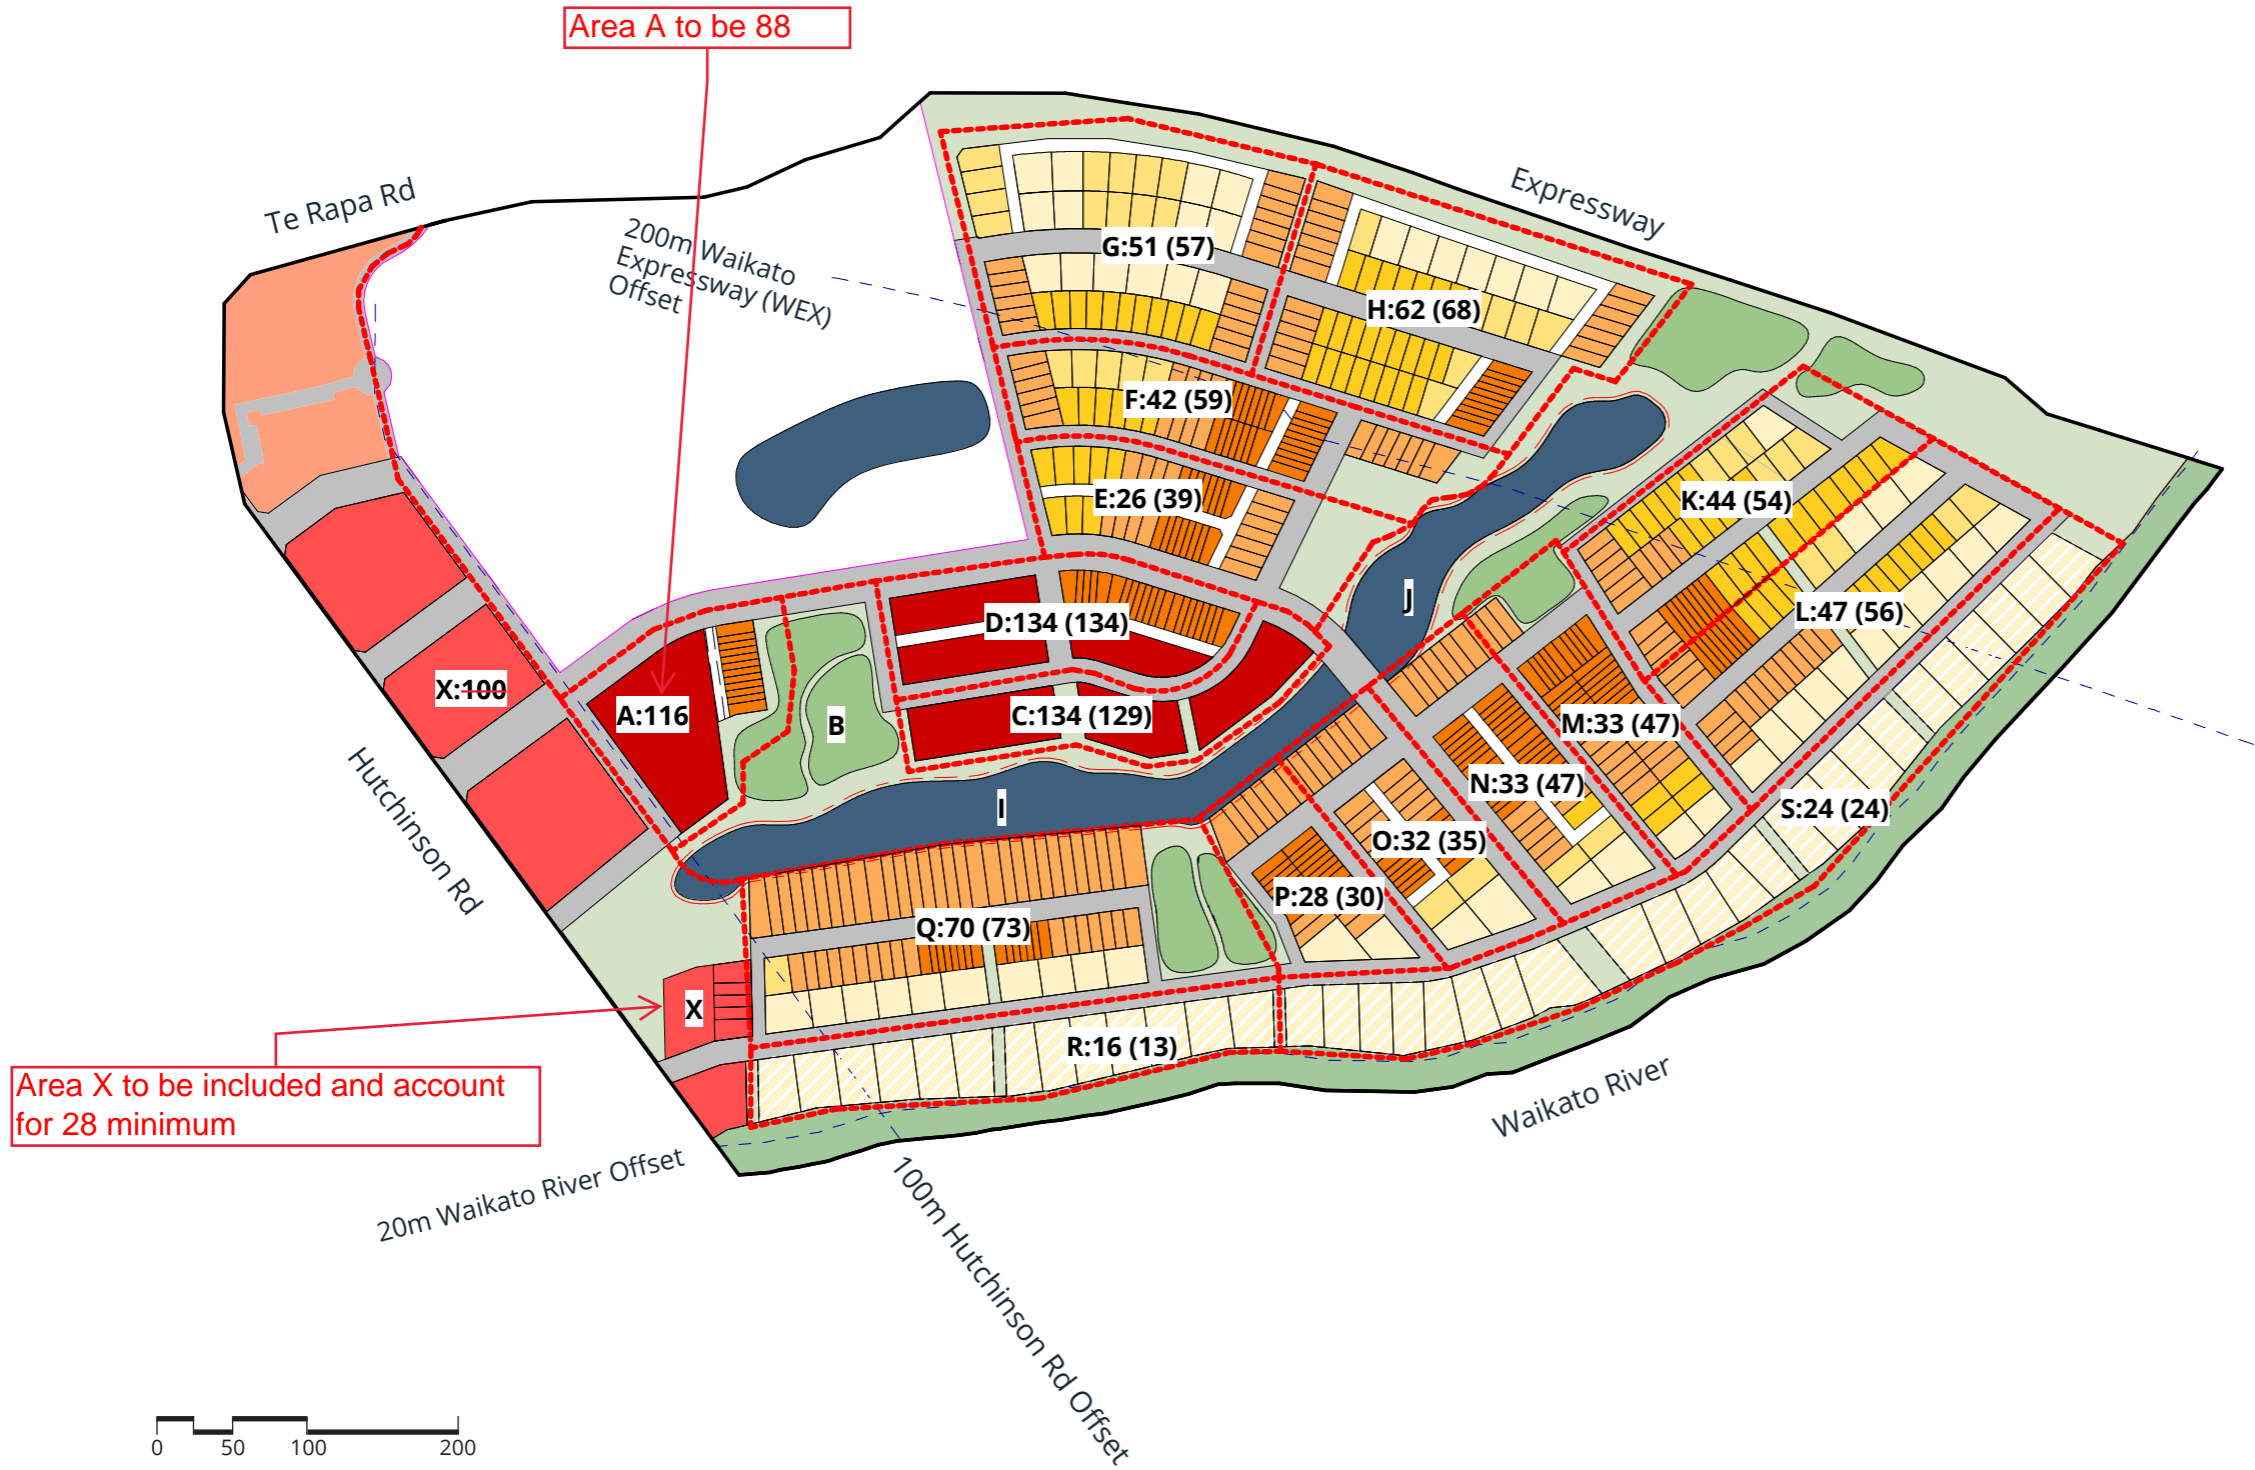 Area A to be 88
Te Rapa Rd
200m Waikato
Expressway (WEX)
Offset
Expressway
G:51 (57)
H:62 (68)
F:42 (59)
E:26 (39)
K:44 (54)
J
L:47 (56)
D:134 (134)
X:100
A:116
B
C:134 (129)
M:33 (47)
N:33 (47)
I
S:24 (24)
O:32 (35)
P:28 (30)
Q:70 (73)
Hutchinson Rd
X
R:16 (13)
Area X to be included and account
for 28 minimum
Waikato River
20m Waikato River Offset
100m Hutchinson Rd Offset
0 50 100 200